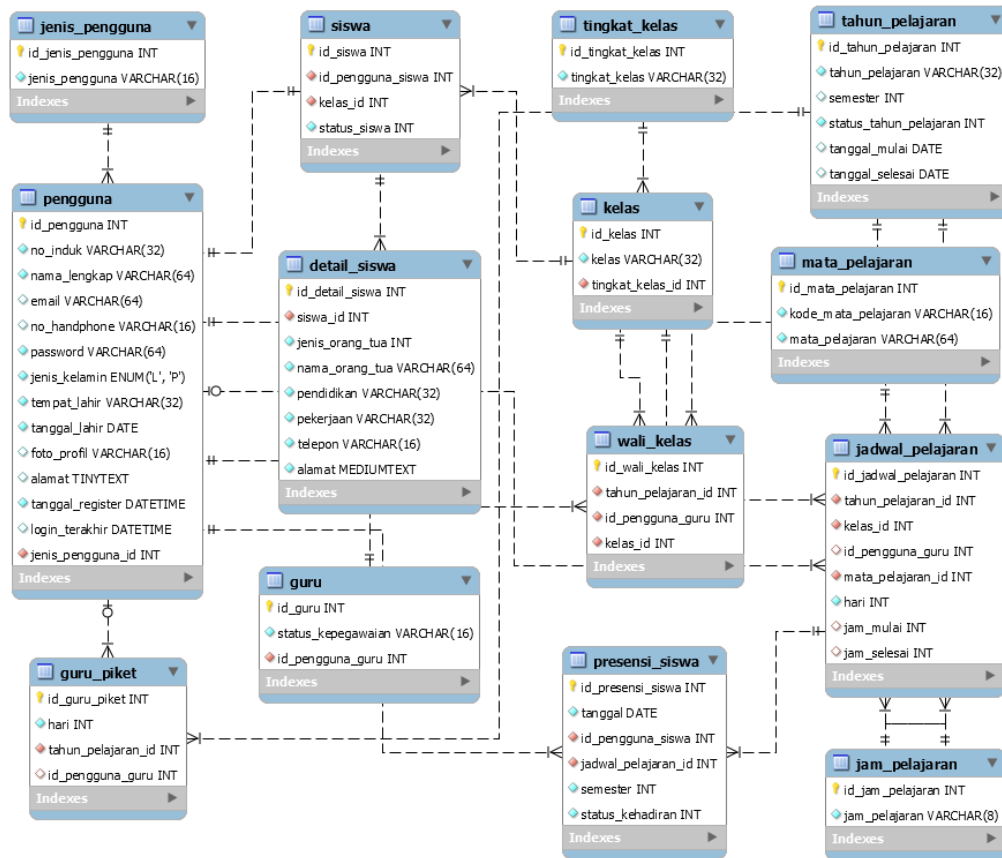 jenis_pengguna
id_jenis_pengguna INT
jenis_pengguna VARCHAR(16)
Indexes
siswa
id_siswa INT
id_pengguna_siswa INT
kelas_id INT
status_siswa INT
Indexes
tingkat_kelas
id_tingkat_kelas INT
tingkat_kelas VARCHAR(32)
Indexes
tahun_pelajaran
id_tahun_pelajaran INT
tahun_pelajaran VARCHAR(32)
semester INT
status_tahun_pelajaran INT
tanggal_mulai DATE
tanggal_selesai DATE
Indexes
pengguna
id_pengguna INT
no_induk VARCHAR(32)
nama_lengkap VARCHAR(64)
email VARCHAR(64)
no_handphone VARCHAR(16)
password VARCHAR(64)
jenis_kelamin ENUM('L', 'P')
tempat_lahir VARCHAR(32)
tanggal_lahir DATE
foto_profil VARCHAR(16)
alamat TINYTEXT
tanggal_register DATETIME
login_terakhir DATETIME
jenis_pengguna_id INT
Indexes
detail_siswa
id_detail_siswa INT
siswa_id INT
jenis_orang_tua INT
nama_orang_tua VARCHAR(64)
pendidikan VARCHAR(32)
pekerjaan VARCHAR(32)
telepon VARCHAR(16)
alamat MEDIUMTEXT
Indexes
kelas
id_kelas INT
kelas VARCHAR(32)
tingkat_kelas_id INT
Indexes
mata_pelajaran
id_mata_pelajaran INT
kode_mata_pelajaran VARCHAR(16)
mata_pelajaran VARCHAR(64)
Indexes
wali_kelas
id_wali_kelas INT
tahun_pelajaran_id INT
id_pengguna_guru INT
kelas_id INT
Indexes
jadwal_pelajaran
id_jadwal_pelajaran INT
tahun_pelajaran_id INT
kelas_id INT
id_pengguna_guru INT
mata_pelajaran_id INT
hari INT
jam_mulai INT
jam_selesai INT
Indexes
guru
id_guru INT
status_kepegawaian VARCHAR(16)
id_pengguna_guru INT
Indexes
guru_piket
id_guru_piket INT
hari INT
tahun_pelajaran_id INT
id_pengguna_guru INT
Indexes
presensi_siswa
id_presensi_siswa INT
tanggal DATE
id_pengguna_siswa INT
jadwal_pelajaran_id INT
semester INT
status_kehadiran INT
Indexes
jam_pelajaran
id_jam_pelajaran INT
jam_pelajaran VARCHAR(8)
Indexes